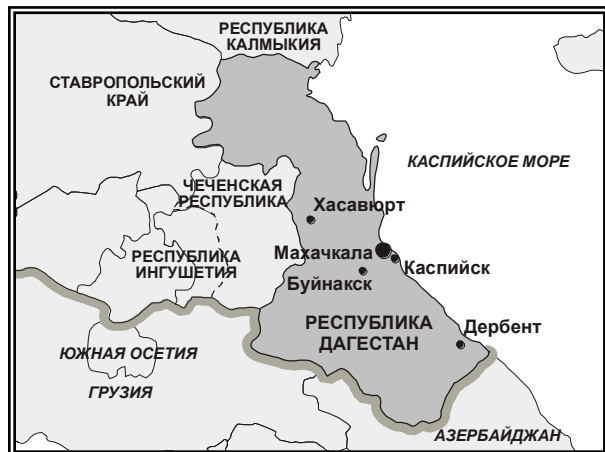 РЕСПУБЛИКА
КАЛМЫКИЯ
СТАВРОПОЛЬСКИЙ
КРАЙ
КАСПИЙСКОЕ МОРЕ
ЧЕЧЕНСКАЯ
РЕСПУБЛИКА
Хасавюрт
РЕСПУБЛИКА
ИНГУШЕТИЯ
Махачкала
Каспийск
Буйнакск
РЕСПУБЛИКА
ДАГЕСТАН
Дербент
ЮЖНАЯ ОСЕТИЯ
ГРУЗИЯ
АЗЕРБАЙДЖАН